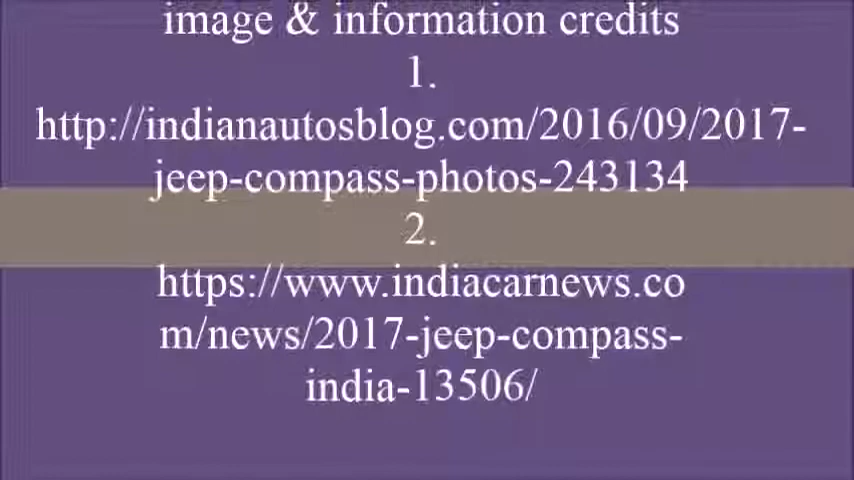 image & information credits
1.
http://indianautosblog.com/2016/09/2017-
jeep-compass-photos-243134
2.
https://www.indiacarnews.co
m/news/2017-jeep-compass-
india-13506/